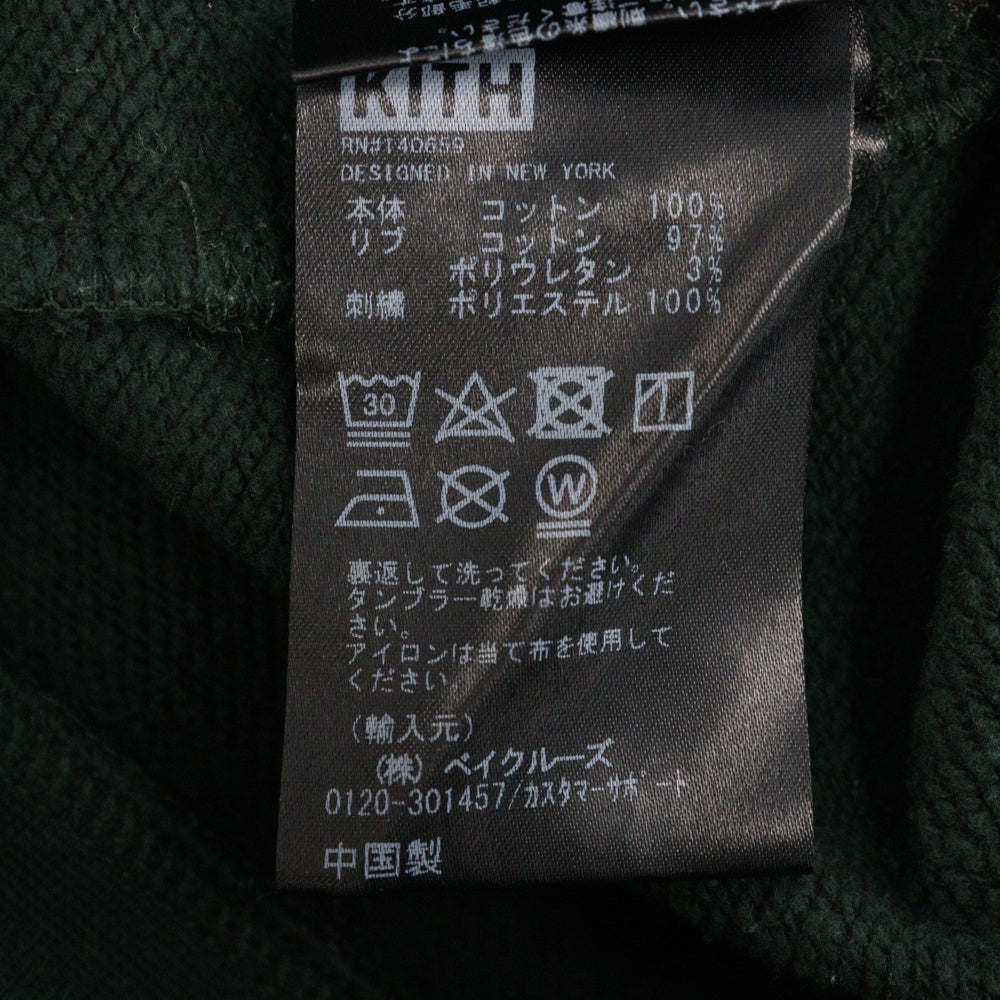 KITH
RN#140659
DESIGNED IN NEW YORK
本体 コットン 100%
リブ コットン 97%
ポリウレタン 3%
刺繍 ポリエステル 100%
30
W
裏返して洗ってください。
タンブラー乾燥はお避けくだ
さい。
アイロンは当て布を使用して
ください。
(輸入元)
(株) ベイクルーズ
0120-301457/カスタマーサポート
中国製